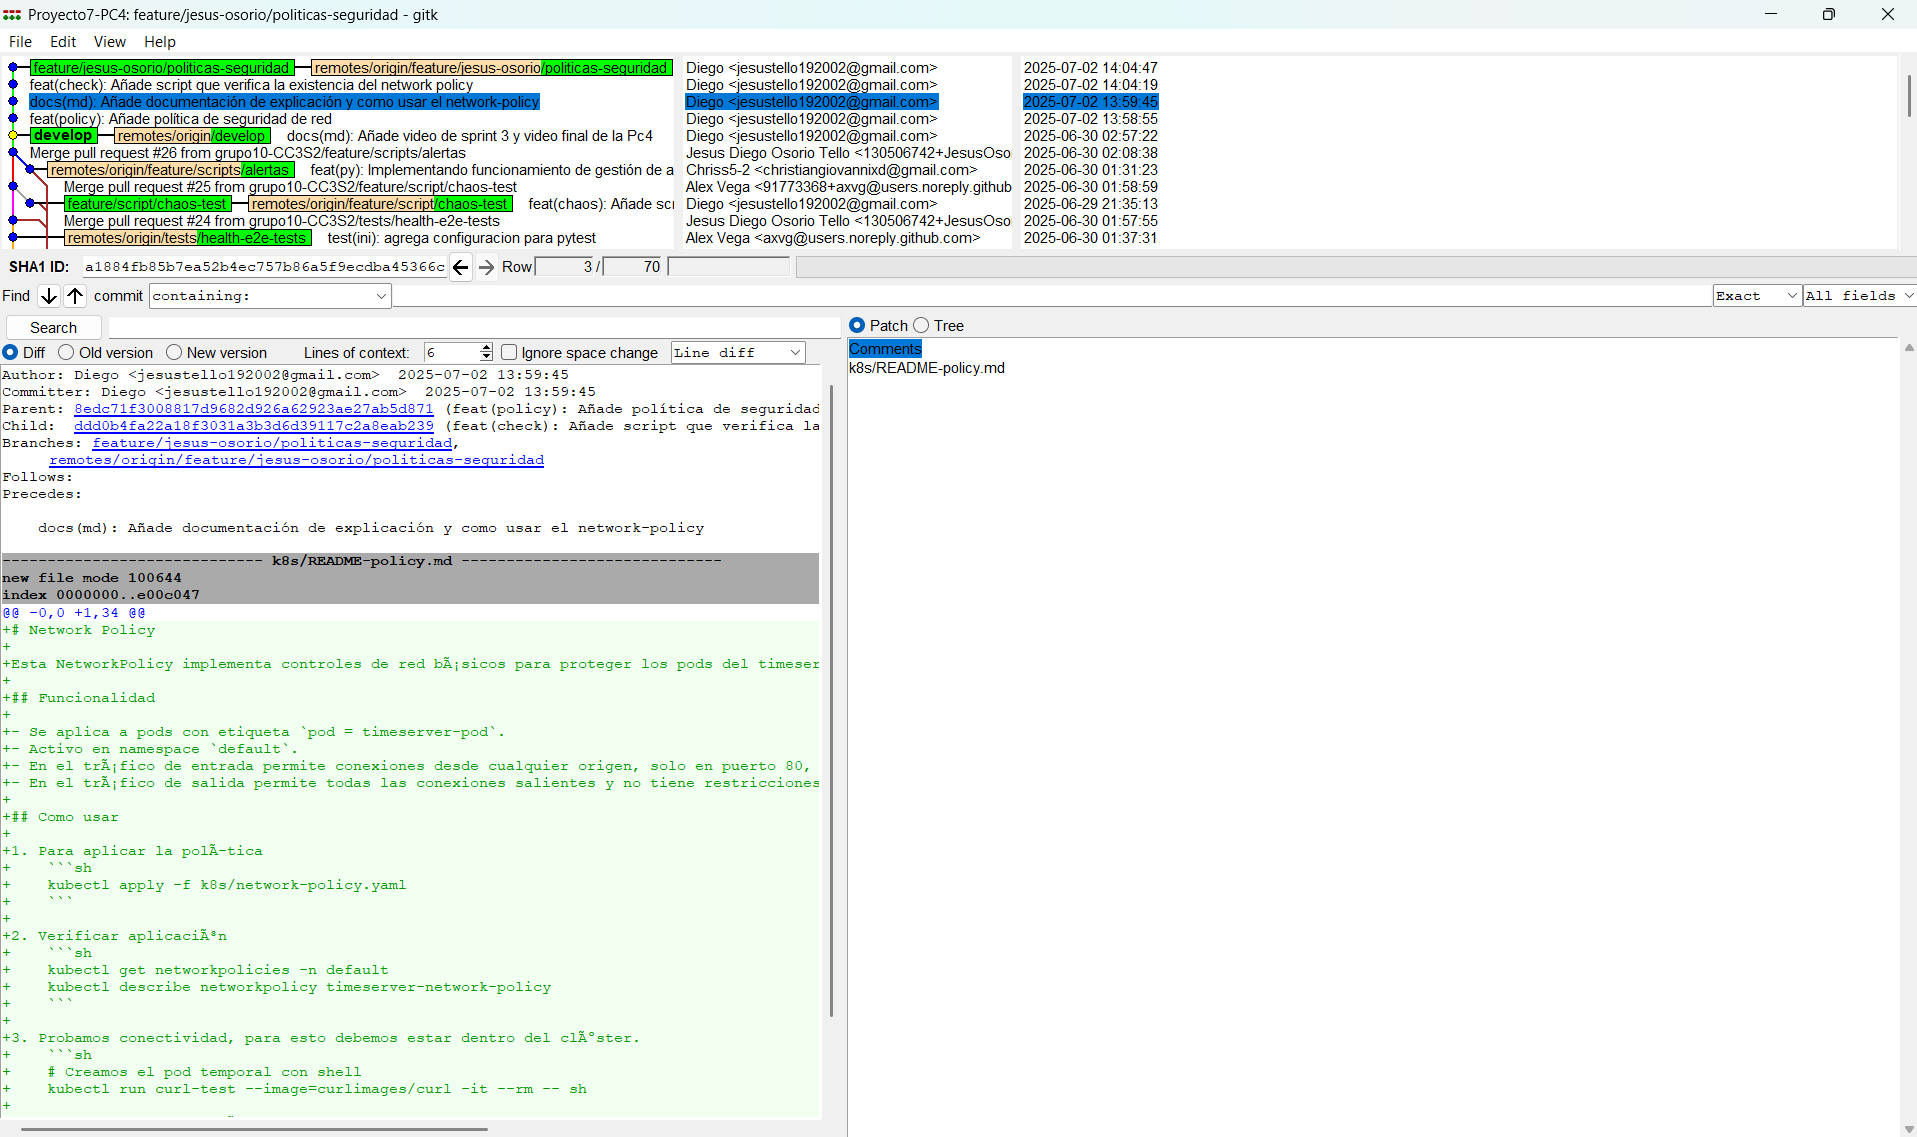 Proyecto7-PC4: feature/jesus-osorio/politicas-seguridad - gitk
File Edit View Help
feature/jesus-osorio/politicas-seguridad remotes/origin/feature/jesus-osorio/politicas-seguridad Diego <jesustello192002@gmail.com> 2025-07-02 14:04:47
feat(check): Añade script que verifica la existencia del network policy Diego <jesustello192002@gmail.com> 2025-07-02 14:04:19
docs(md): Añade documentación de explicación y como usar el network-policy Diego <jesustello192002@gmail.com> 2025-07-02 13:59:45
feat(policy): Añade política de seguridad de red Diego <jesustello192002@gmail.com> 2025-07-02 13:58:55
develop remotes/origin/develop docs(md): Añade video de sprint 3 y video final de la Pc4 Diego <jesustello192002@gmail.com> 2025-06-30 02:57:22
Merge pull request #26 from grupo10-CC3S2/feature/scripts/alertas Jesus Diego Osorio Tello <130506742+JesusOso 2025-06-30 02:08:38
remotes/origin/feature/scripts/alertas feat(py): Implementando funcionamiento de gestión de a Chriss5-2 <christiangiovannixd@gmail.com> 2025-06-30 01:31:23
Merge pull request #25 from grupo10-CC3S2/feature/script/chaos-test Alex Vega <91773368+axvg@users.noreply.github 2025-06-30 01:58:59
feature/script/chaos-test remotes/origin/feature/script/chaos-test feat(chaos): Añade scr Diego <jesustello192002@gmail.com> 2025-06-29 21:35:13
Merge pull request #24 from grupo10-CC3S2/tests/health-e2e-tests Jesus Diego Osorio Tello <130506742+JesusOso 2025-06-30 01:57:55
remotes/origin/tests/health-e2e-tests test(ini): agrega configuracion para pytest Alex Vega <axvg@users.noreply.github.com> 2025-06-30 01:37:31
SHA1 ID: a1884fb85b7ea52b4ec757b86a5f9ecdba45366c Row 3 / 70
Find commit containing: Exact All fields
Search
Patch Tree
Diff Old version New version Lines of context: 6 Ignore space change Line diff
Comments
k8s/README-policy.md
Author: Diego <jesustello192002@gmail.com> 2025-07-02 13:59:45
Committer: Diego <jesustello192002@gmail.com> 2025-07-02 13:59:45
Parent: 8edc71f3008817d9682d926a62923ae27ab5d871 (feat(policy): Añade política de seguridad
Child: ddd0b4fa22a18f3031a3b3d6d39117c2a8eab239 (feat(check): Añade script que verifica la
Branches: feature/jesus-osorio/politicas-seguridad,
remotes/origin/feature/jesus-osorio/politicas-seguridad
Follows:
Precedes:
docs(md): Añade documentación de explicación y como usar el network-policy
----------------------------- k8s/README-policy.md -----------------------------
new file mode 100644
index 0000000..e00c047
@@ -0,0 +1,34 @@
+# Network Policy
+
+Esta NetworkPolicy implementa controles de red bÃ¡sicos para proteger los pods del timeser
+
+## Funcionalidad
+
+- Se aplica a pods con etiqueta `pod = timeserver-pod`.
+- Activo en namespace `default`.
+- En el trÃ¡fico de entrada permite conexiones desde cualquier origen, solo en puerto 80,
+- En el trÃ¡fico de salida permite todas las conexiones salientes y no tiene restricciones
+
+## Como usar
+
+1. Para aplicar la polÃ-tica
+    ```sh
+    kubectl apply -f k8s/network-policy.yaml
+    ```
+
+2. Verificar aplicaciÃ³n
+    ```sh
+    kubectl get networkpolicies -n default
+    kubectl describe networkpolicy timeserver-network-policy
+    ```
+
+3. Probamos conectividad, para esto debemos estar dentro del clÃºster.
+    ```sh
+    # Creamos el pod temporal con shell
+    kubectl run curl-test --image=curlimages/curl -it --rm -- sh
+